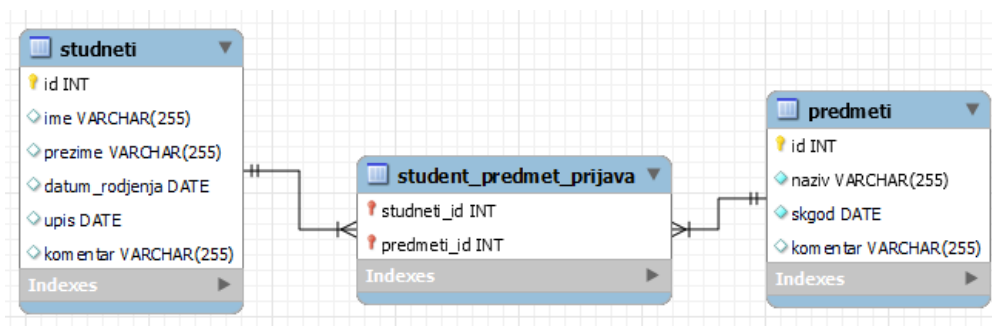 studneti
id INT
ime VARCHAR(255)
prezime VARCHAR(255)
datum_rodjenja DATE
upis DATE
komentar VARCHAR(255)
Indexes
student_predmet_prijava
studneti_id INT
predmeti_id INT
Indexes
predmeti
id INT
naziv VARCHAR(255)
skgod DATE
komentar VARCHAR(255)
Indexes